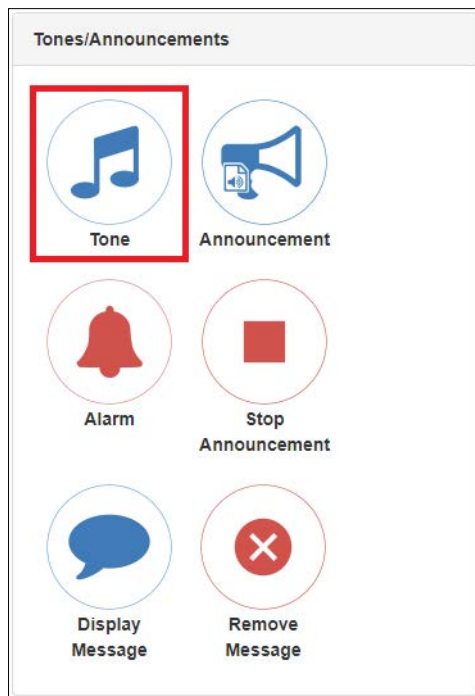 Tones/Announcements
Tone
Announcement
Alarm
Stop
Announcement
Display
Message
Remove
Message